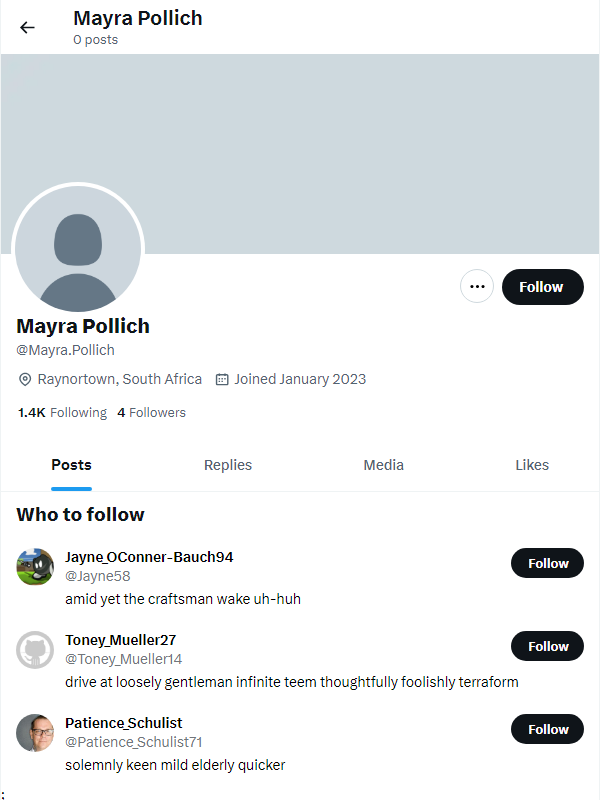 Mayra Pollich
0 posts
Follow
Mayra Pollich
@Mayra.Pollich
Raynortown, South Africa Joined January 2023
1.4K Following 4 Followers
Posts Replies Media Likes
Who to follow
Jayne_OConner-Bauch94
@Jayne58
Follow
amid yet the craftsman wake uh-huh
Toney_Mueller27
@Toney_Mueller14
Follow
drive at loosely gentleman infinite teem thoughtfully foolishly terraform
Patience_Schulist
@Patience_Schulist71
Follow
solemnly keen mild elderly quicker
;